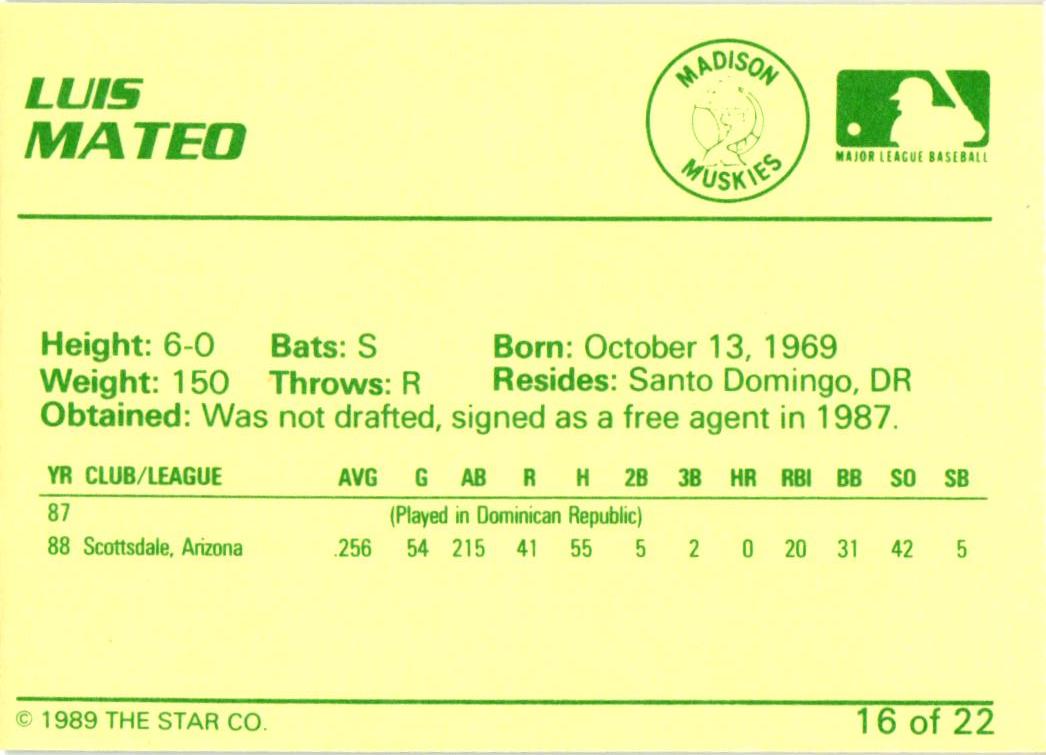 LUIS
MATEO
MADISON
MUSKIES
MAJOR LEAGUE BASEBALL
Height: 6-0 Bats: S Born: October 13, 1969
Weight: 150 Throws: R Resides: Santo Domingo, DR
Obtained: Was not drafted, signed as a free agent in 1987.
YR CLUB/LEAGUE AVG G AB R H 2B 3B HR RBI BB SO SB
87 (Played in Dominican Republic)
88 Scottsdale, Arizona .256 54 215 41 55 5 2 0 20 31 42 5
© 1989 THE STAR CO. 16 of 22